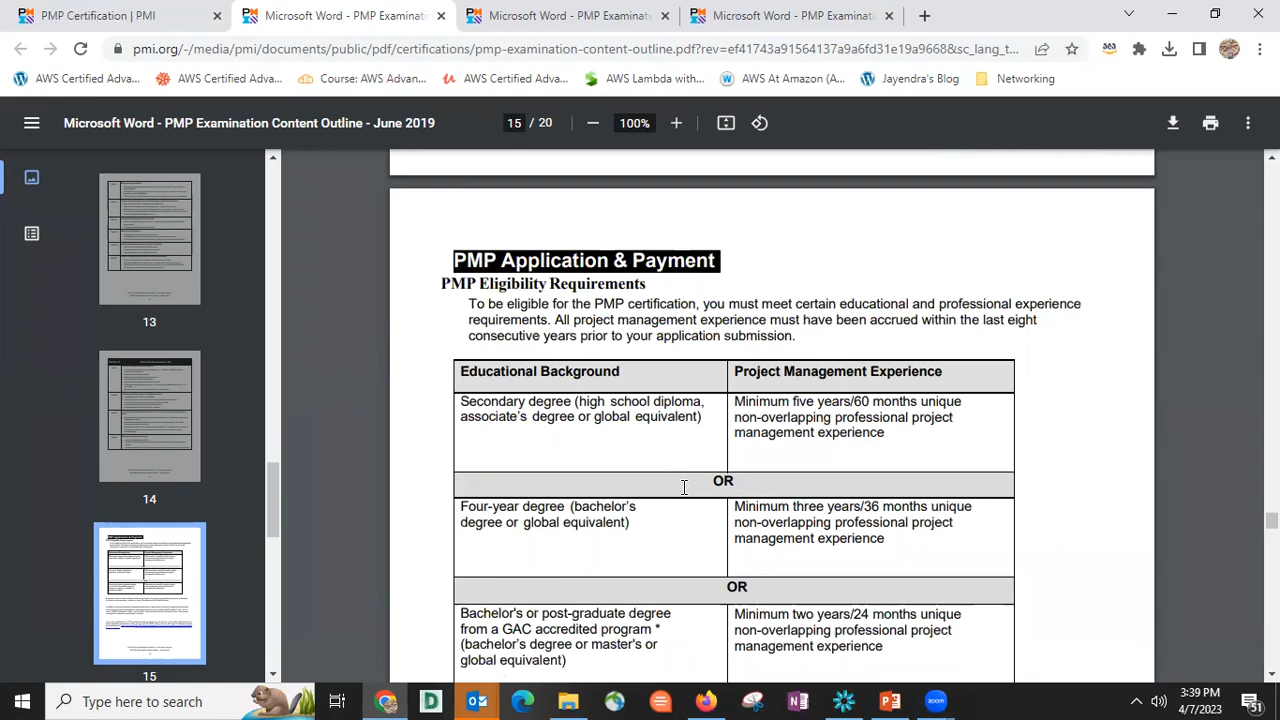 PMP Certification | PMI
Microsoft Word - PMP Examinat
Microsoft Word - PMP Examinat
Microsoft Word - PMP Examinat
pmi.org/-/media/pmi/documents/public/pdf/certifications/pmp-examination-content-outline.pdf?rev=ef41743a91564137a9a6fd31e19a9668&sc_lang_t...
AWS Certified Adva...
AWS Certified Adva...
Course: AWS Advan...
AWS Certified Adva...
AWS Lambda with...
AWS At Amazon (A...
Jayendra's Blog
Networking
Microsoft Word - PMP Examination Content Outline - June 2019
15 / 20
100%
13
14
15
PMP Application & Payment
PMP Eligibility Requirements
To be eligible for the PMP certification, you must meet certain educational and professional experience
requirements. All project management experience must have been accrued within the last eight
consecutive years prior to your application submission.
Educational Background
Project Management Experience
Secondary degree (high school diploma,
associate's degree or global equivalent)
Minimum five years/60 months unique
non-overlapping professional project
management experience
OR
Four-year degree (bachelor's
degree or global equivalent)
Minimum three years/36 months unique
non-overlapping professional project
management experience
OR
Bachelor's or post-graduate degree
from a GAC accredited program *
(bachelor's degree or master's or
global equivalent)
Minimum two years/24 months unique
non-overlapping professional project
management experience
Type here to search
zoom
3:39 PM
4/7/2023
51